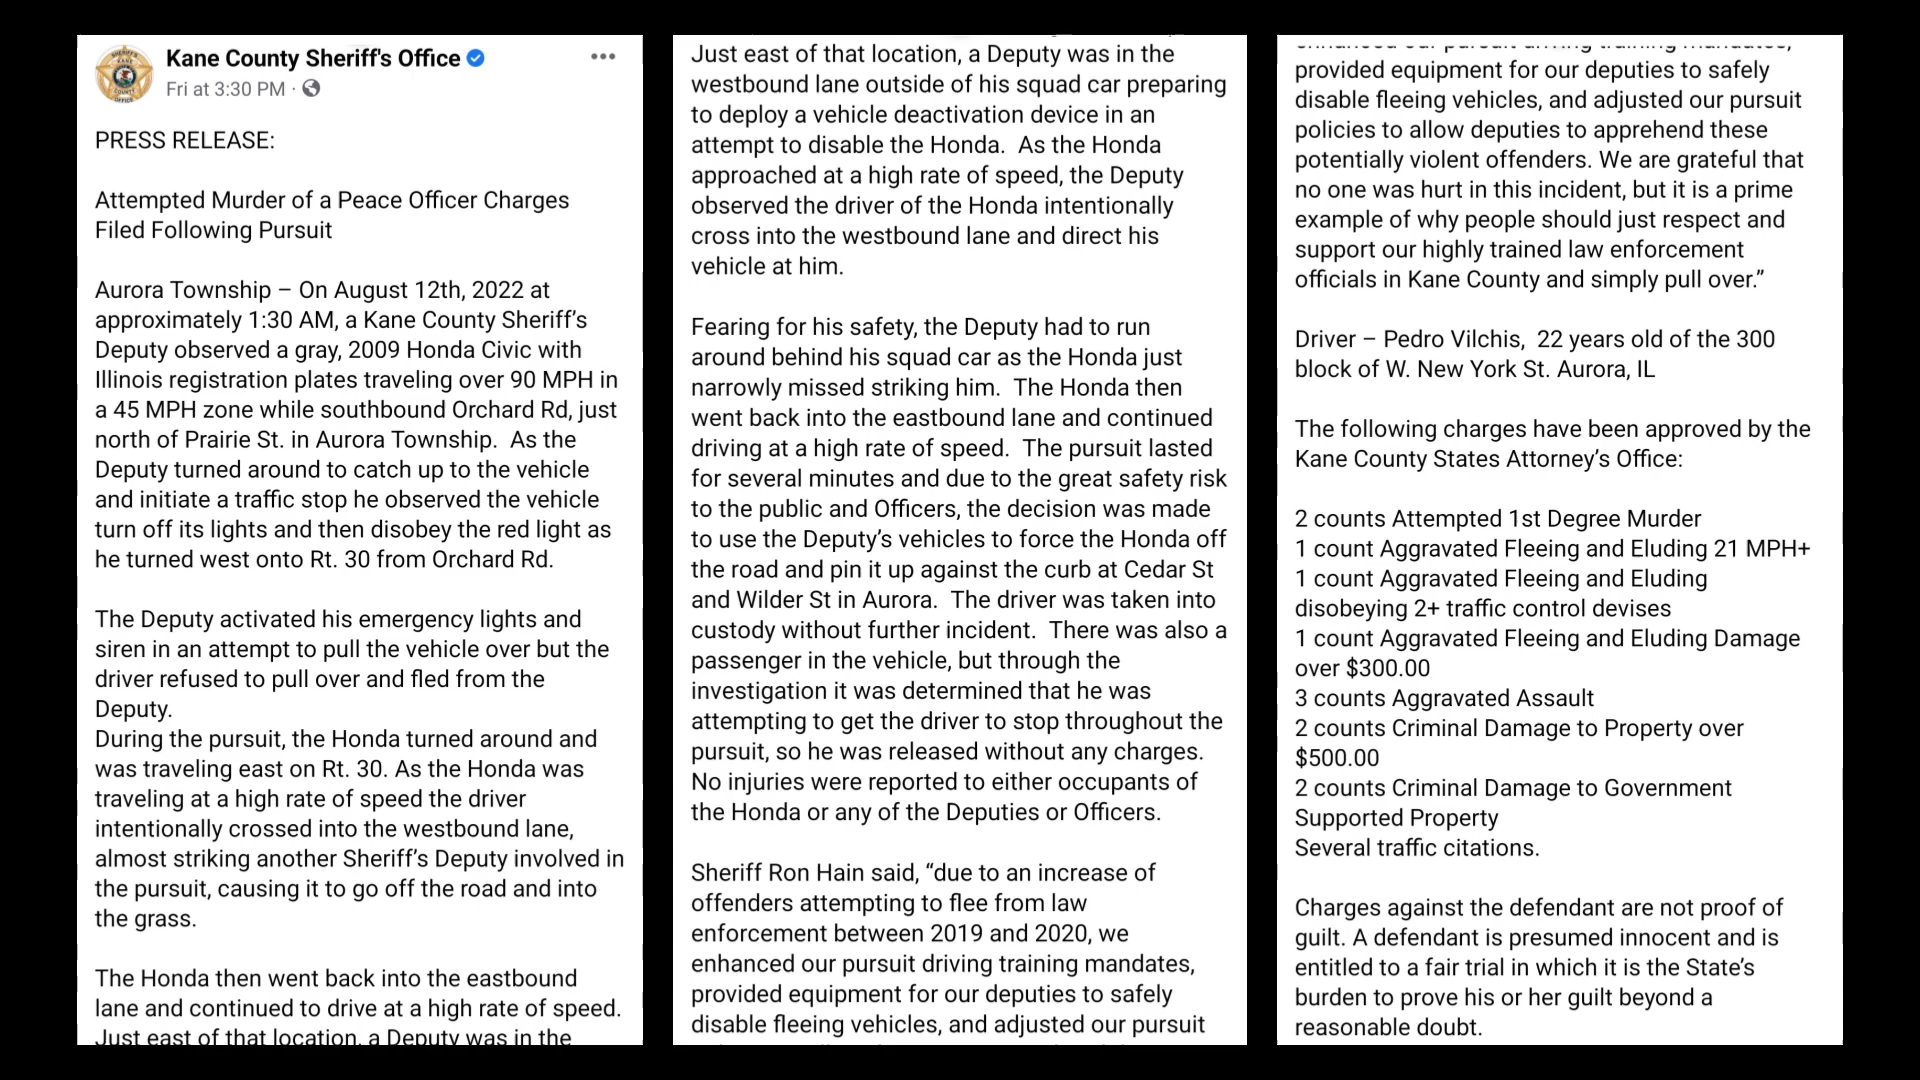 Kane County Sheriff's Office
Fri at 3:30 PM ·
PRESS RELEASE:
Attempted Murder of a Peace Officer Charges
Filed Following Pursuit
Aurora Township – On August 12th, 2022 at
approximately 1:30 AM, a Kane County Sheriff’s
Deputy observed a gray, 2009 Honda Civic with
Illinois registration plates traveling over 90 MPH in
a 45 MPH zone while southbound Orchard Rd, just
north of Prairie St. in Aurora Township.  As the
Deputy turned around to catch up to the vehicle
and initiate a traffic stop he observed the vehicle
turn off its lights and then disobey the red light as
he turned west onto Rt. 30 from Orchard Rd.
The Deputy activated his emergency lights and
siren in an attempt to pull the vehicle over but the
driver refused to pull over and fled from the
Deputy.
During the pursuit, the Honda turned around and
was traveling east on Rt. 30. As the Honda was
traveling at a high rate of speed the driver
intentionally crossed into the westbound lane,
almost striking another Sheriff’s Deputy involved in
the pursuit, causing it to go off the road and into
the grass.
The Honda then went back into the eastbound
lane and continued to drive at a high rate of speed.
Just east of that location, a Deputy was in the
Just east of that location, a Deputy was in the
westbound lane outside of his squad car preparing
to deploy a vehicle deactivation device in an
attempt to disable the Honda.  As the Honda
approached at a high rate of speed, the Deputy
observed the driver of the Honda intentionally
cross into the westbound lane and direct his
vehicle at him.
Fearing for his safety, the Deputy had to run
around behind his squad car as the Honda just
narrowly missed striking him.  The Honda then
went back into the eastbound lane and continued
driving at a high rate of speed.  The pursuit lasted
for several minutes and due to the great safety risk
to the public and Officers, the decision was made
to use the Deputy’s vehicles to force the Honda off
the road and pin it up against the curb at Cedar St
and Wilder St in Aurora.  The driver was taken into
custody without further incident.  There was also a
passenger in the vehicle, but through the
investigation it was determined that he was
attempting to get the driver to stop throughout the
pursuit, so he was released without any charges.
No injuries were reported to either occupants of
the Honda or any of the Deputies or Officers.
Sheriff Ron Hain said, “due to an increase of
offenders attempting to flee from law
enforcement between 2019 and 2020, we
enhanced our pursuit driving training mandates,
provided equipment for our deputies to safely
disable fleeing vehicles, and adjusted our pursuit
enhanced our pursuit driving training mandates,
provided equipment for our deputies to safely
disable fleeing vehicles, and adjusted our pursuit
policies to allow deputies to apprehend these
potentially violent offenders. We are grateful that
no one was hurt in this incident, but it is a prime
example of why people should just respect and
support our highly trained law enforcement
officials in Kane County and simply pull over.”
Driver – Pedro Vilchis,  22 years old of the 300
block of W. New York St. Aurora, IL
The following charges have been approved by the
Kane County States Attorney’s Office:
2 counts Attempted 1st Degree Murder
1 count Aggravated Fleeing and Eluding 21 MPH+
1 count Aggravated Fleeing and Eluding
disobeying 2+ traffic control devises
1 count Aggravated Fleeing and Eluding Damage
over $300.00
3 counts Aggravated Assault
2 counts Criminal Damage to Property over
$500.00
2 counts Criminal Damage to Government
Supported Property
Several traffic citations.
Charges against the defendant are not proof of
guilt. A defendant is presumed innocent and is
entitled to a fair trial in which it is the State’s
burden to prove his or her guilt beyond a
reasonable doubt.